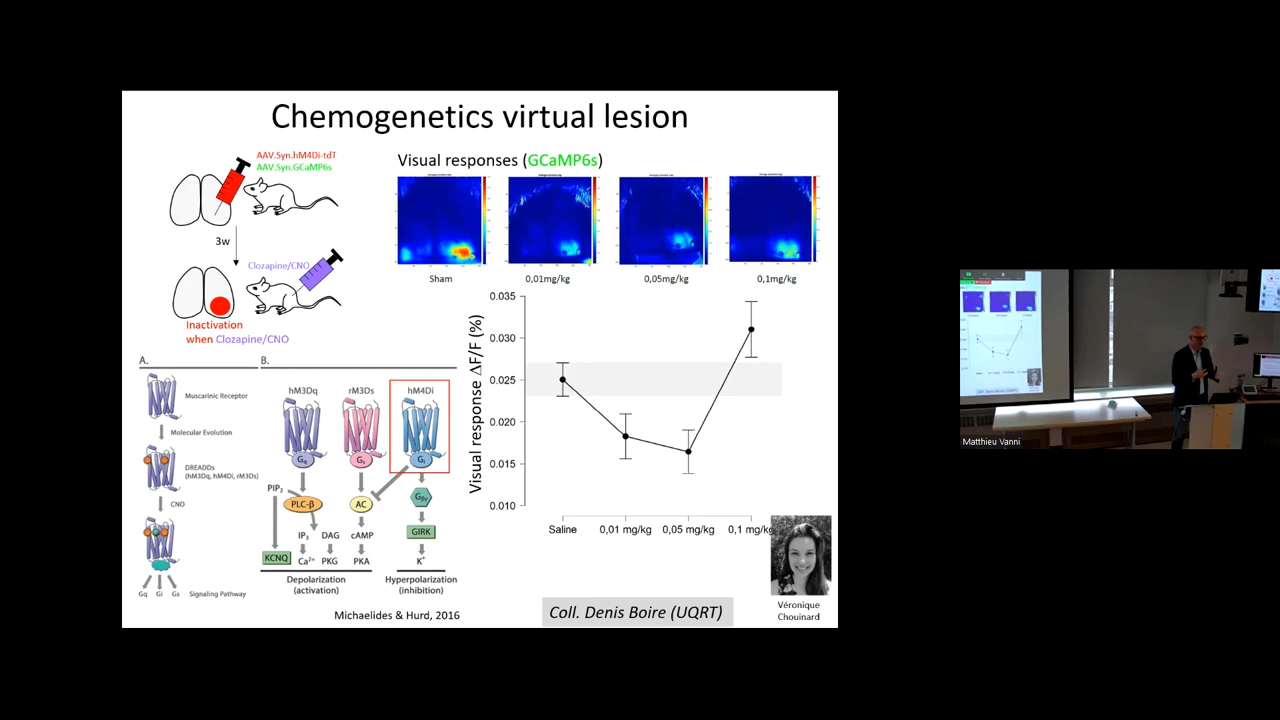 Chemogenetics virtual lesion
AAV.Syn.hM4Di-tdT
AAV.Syn.GCaMP6s
3w
Clozapine/CNO
Inactivation
when Clozapine/CNO
Visual responses (GCaMP6s)
Sham
0,01mg/kg
0,05mg/kg
0,1mg/kg
A.
Muscarinic Receptor
Molecular Evolution
DREADDs
(hM3Dq, hM4Di, rM3Ds)
CNO
Gq
Gi
Gs
Signaling Pathway
B.
hM3Dq
rM3Ds
hM4Di
Gq
Gs
Gi
PIP2
PLC-β
AC
Gβγ
IP3
DAG
cAMP
GIRK
KCNQ
Ca2+
PKG
PKA
K+
Depolarization
(activation)
Hyperpolarization
(inhibition)
Michaelides & Hurd, 2016
Visual response ΔF/F (%)
0.035
0.030
0.025
0.020
0.015
0.010
Saline
0,01 mg/kg
0,05 mg/kg
0,1 mg/kg
Coll. Denis Boire (UQRT)
Véronique
Chouinard
Matthieu Vanni